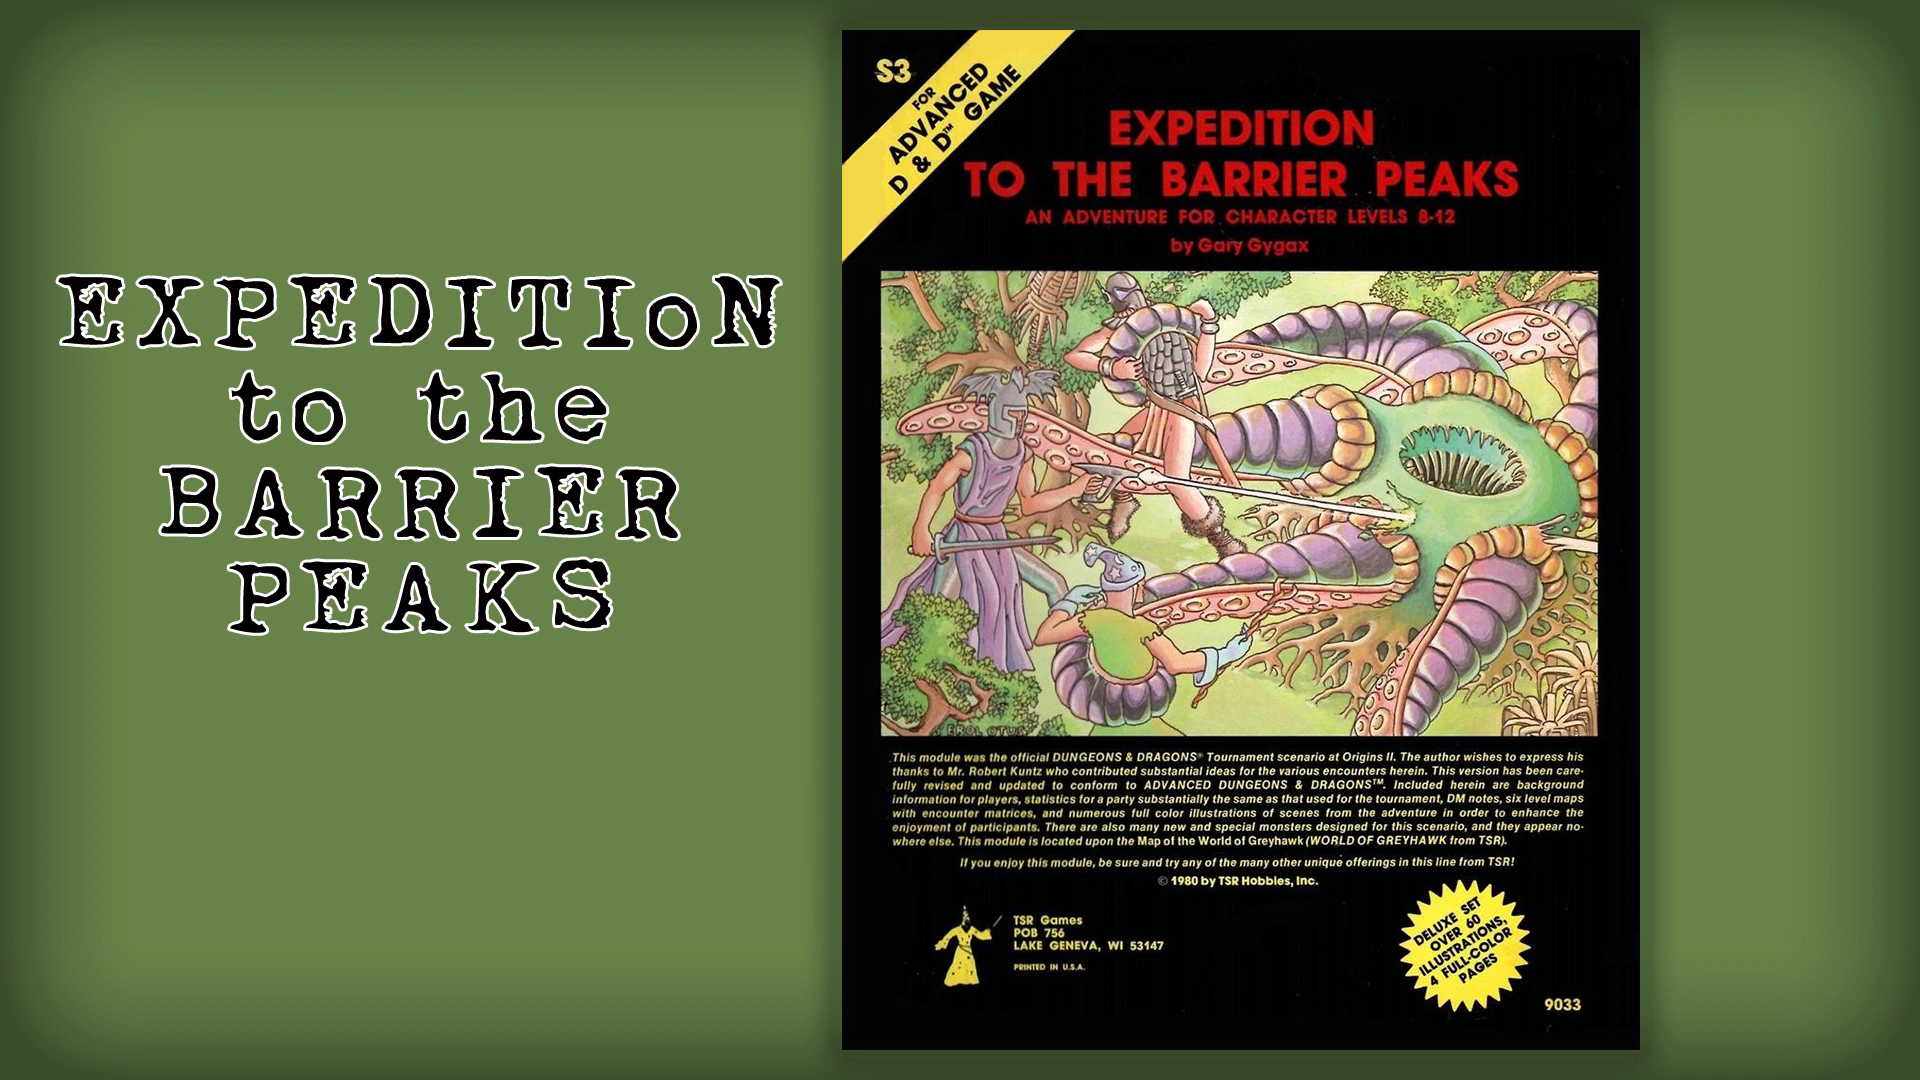 EXPEDITIoN
to the
BARRIER
PEAKS
S3
FOR
ADVANCED
D & D™ GAME
EXPEDITION
TO THE BARRIER PEAKS
AN ADVENTURE FOR CHARACTER LEVELS 8-12
by Gary Gygax
EROL OTUS
This module was the official DUNGEONS & DRAGONS® Tournament scenario at Origins II. The author wishes to express his
thanks to Mr. Robert Kuntz who contributed substantial ideas for the various encounters herein. This version has been care-
fully revised and updated to conform to ADVANCED DUNGEONS & DRAGONS™. Included herein are background
information for players, statistics for a party substantially the same as that used for the tournament, DM notes, six level maps
with encounter matrices, and numerous full color illustrations of scenes from the adventure in order to enhance the
enjoyment of participants. There are also many new and special monsters designed for this scenario, and they appear no-
where else. This module is located upon the Map of the World of Greyhawk (WORLD OF GREYHAWK from TSR).
If you enjoy this module, be sure and try any of the many other unique offerings in this line from TSR!
© 1980 by TSR Hobbies, Inc.
TSR Games
POB 756
LAKE GENEVA, WI 53147
PRINTED IN U.S.A.
DELUXE SET
OVER 60
ILLUSTRATIONS,
4 FULL-COLOR
PAGES
9033